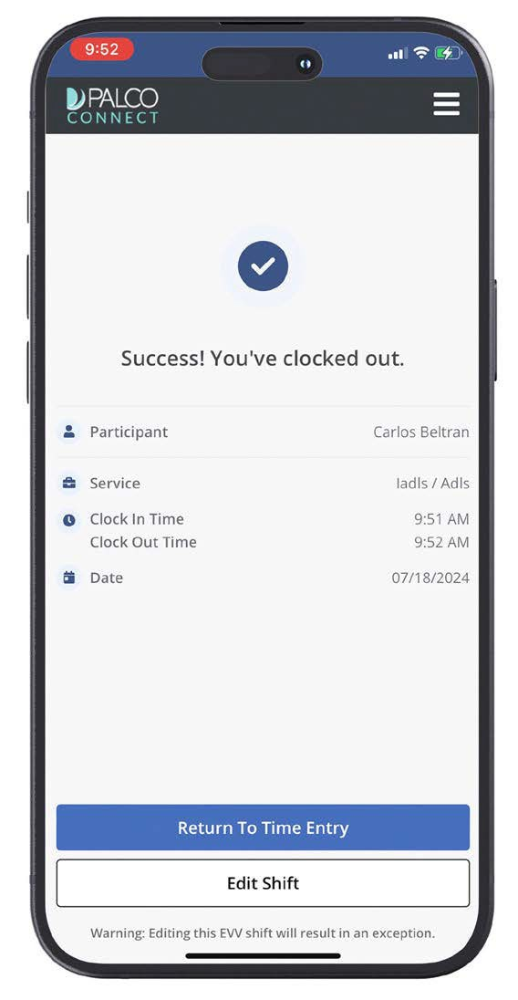 9:52
PALCO
CONNECT
Success! You've clocked out.
Participant Carlos Beltran
Service Iadls / Adls
Clock In Time 9:51 AM
Clock Out Time 9:52 AM
Date 07/18/2024
Return To Time Entry
Edit Shift
Warning: Editing this EVV shift will result in an exception.